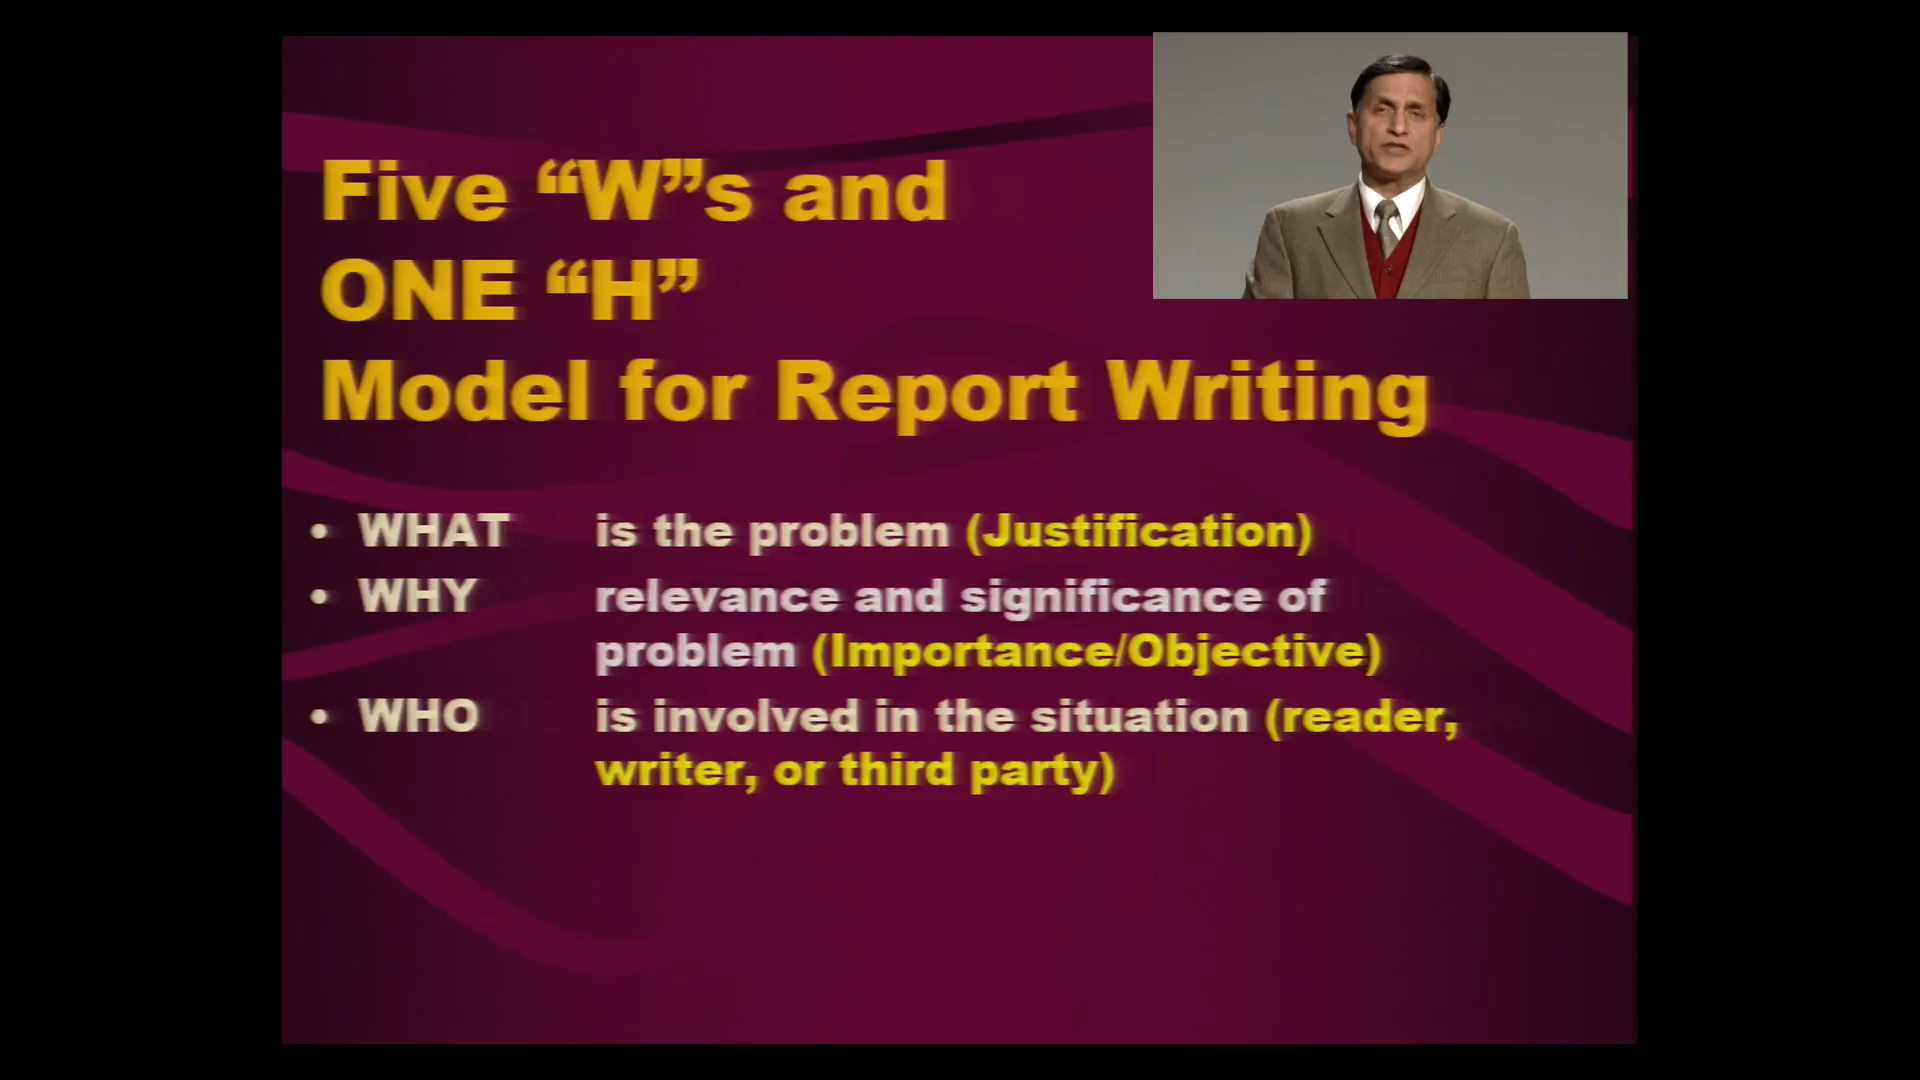 Five “W”s and
ONE “H”
Model for Report Writing
• WHAT is the problem (Justification)
• WHY relevance and significance of
problem (Importance/Objective)
• WHO is involved in the situation (reader,
writer, or third party)